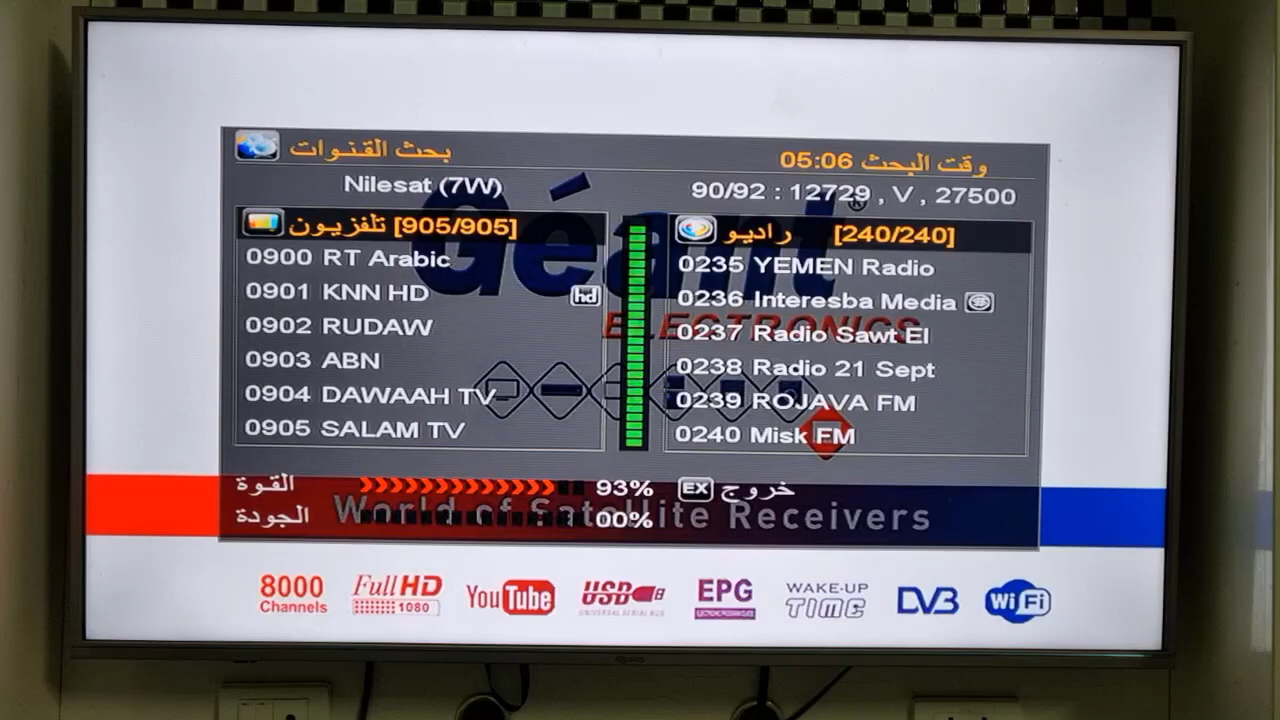 بحث القنوات
وقت البحث 05:06
Nilesat (7W)
90/92 : 12729 , V , 27500
تلفزيون [905/905]
0900 RT Arabic
0901 KNN HD hd
0902 RUDAW
0903 ABN
0904 DAWAAH TV
0905 SALAM TV
راديو [240/240]
0235 YEMEN Radio
0236 Interesba Media
0237 Radio Sawt El
0238 Radio 21 Sept
0239 ROJAVA FM
0240 Misk FM
Géant
ELECTRONICS
القوة 93%
الجودة 00%
EX خروج
World of Satellite Receivers
8000 Channels
Full HD 1080
YouTube
USB UNIVERSAL SERIAL BUS
EPG
WAKE-UP TIME
DVB
WiFi